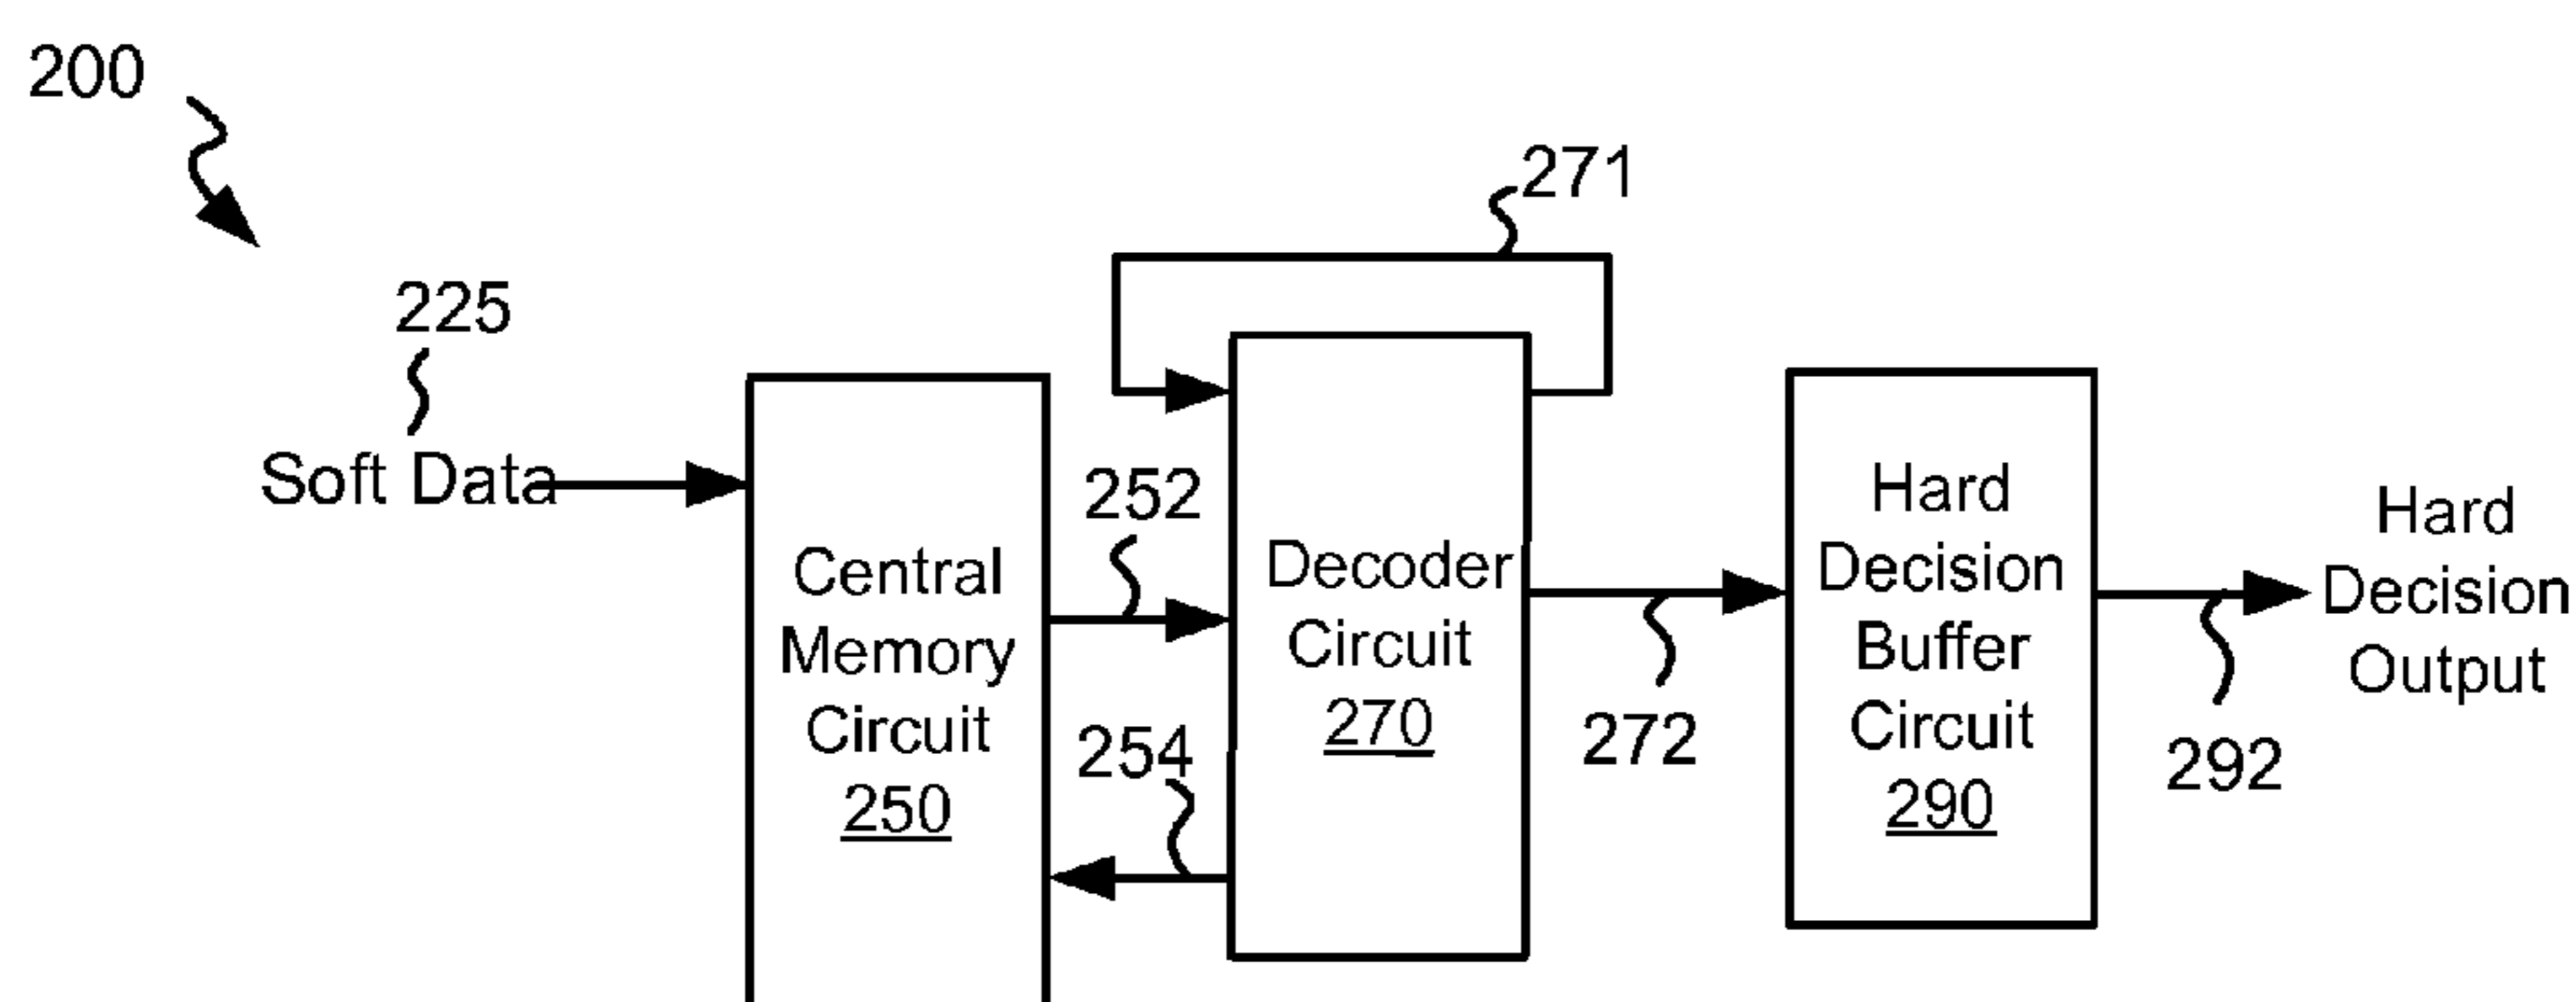 200
271
225
Soft Data
252
254
Central
Memory
Circuit
250
Decoder
Circuit
270
272
Hard
Decision
Buffer
Circuit
290
292
Hard
Decision
Output